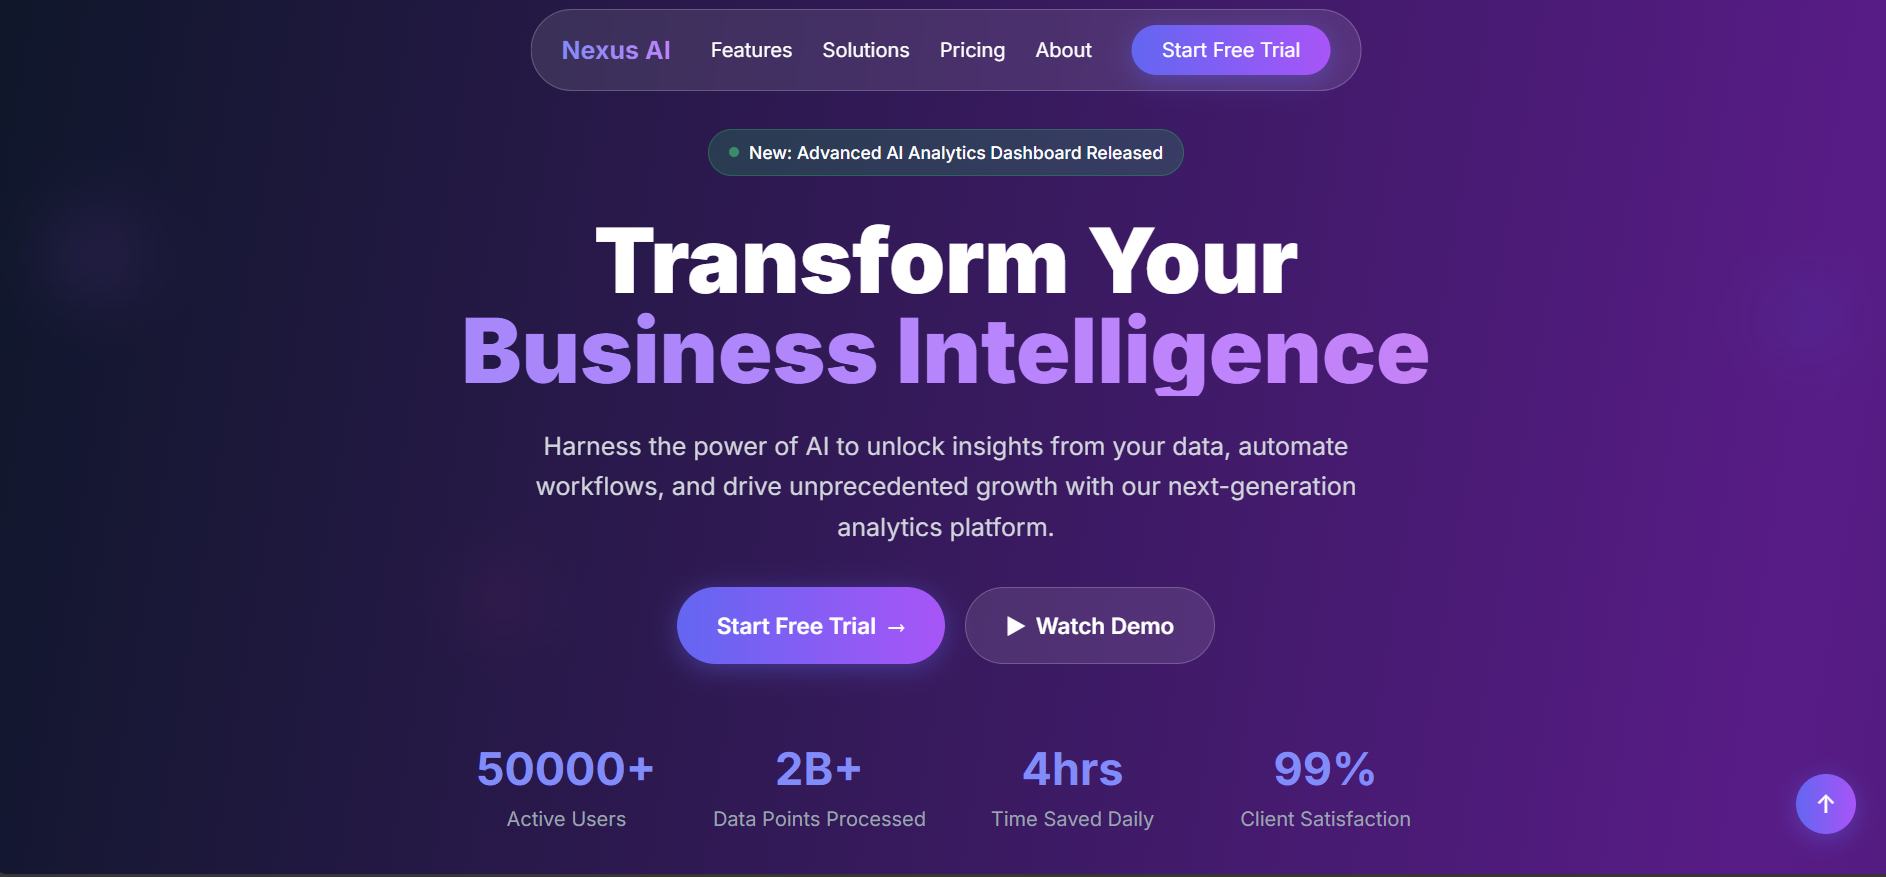 Nexus AI
Features
Solutions
Pricing
About
Start Free Trial
New: Advanced AI Analytics Dashboard Released
Transform Your
Business Intelligence
Harness the power of AI to unlock insights from your data, automate
workflows, and drive unprecedented growth with our next-generation
analytics platform.
Start Free Trial →
▶ Watch Demo
50000+
Active Users
2B+
Data Points Processed
4hrs
Time Saved Daily
99%
Client Satisfaction